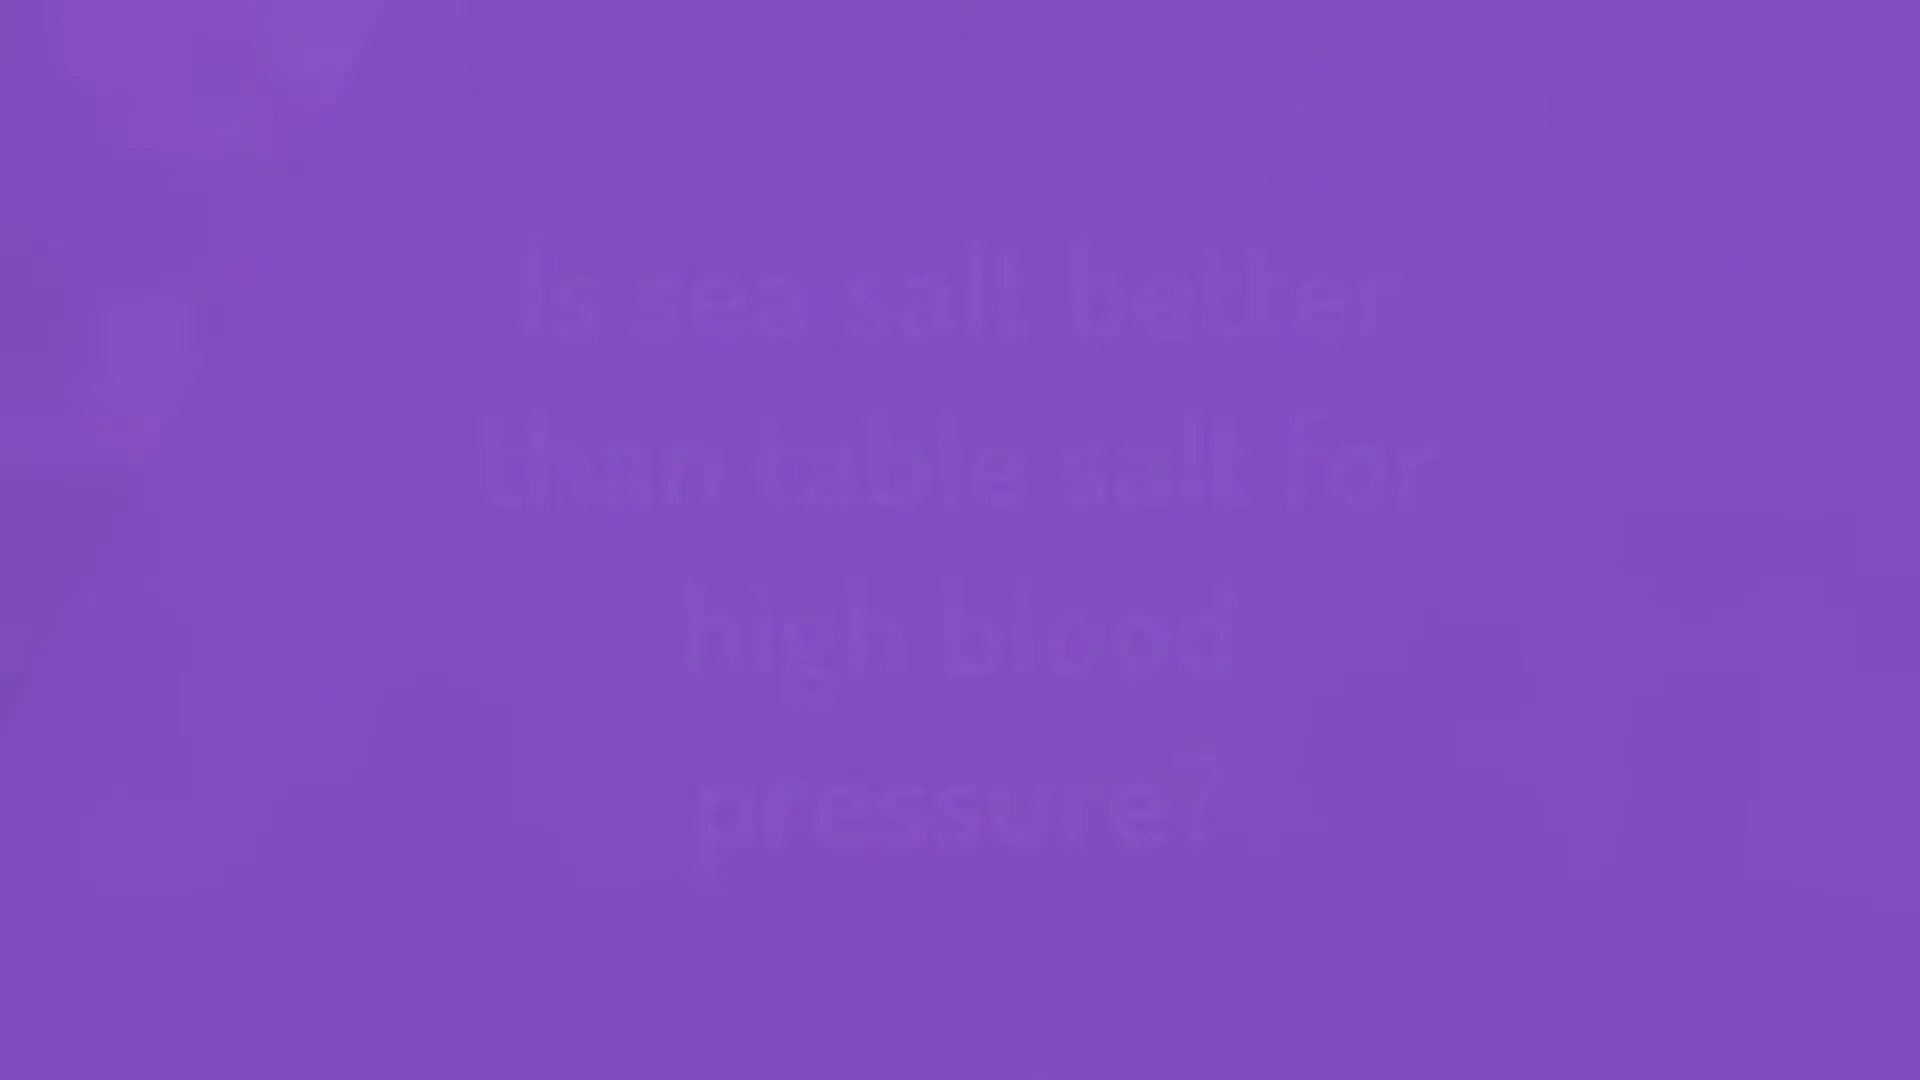 Is sea salt better
than table salt for
high blood
pressure?